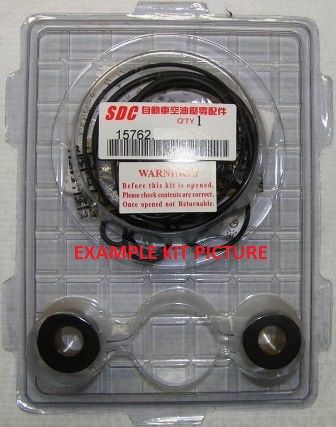 SDC 自動車空油壓零配件
QTY 1
15762
WARNING!!
Before this kit is opened,
Please check contents are correct.
Once opened not Returnable.
EXAMPLE KIT PICTURE